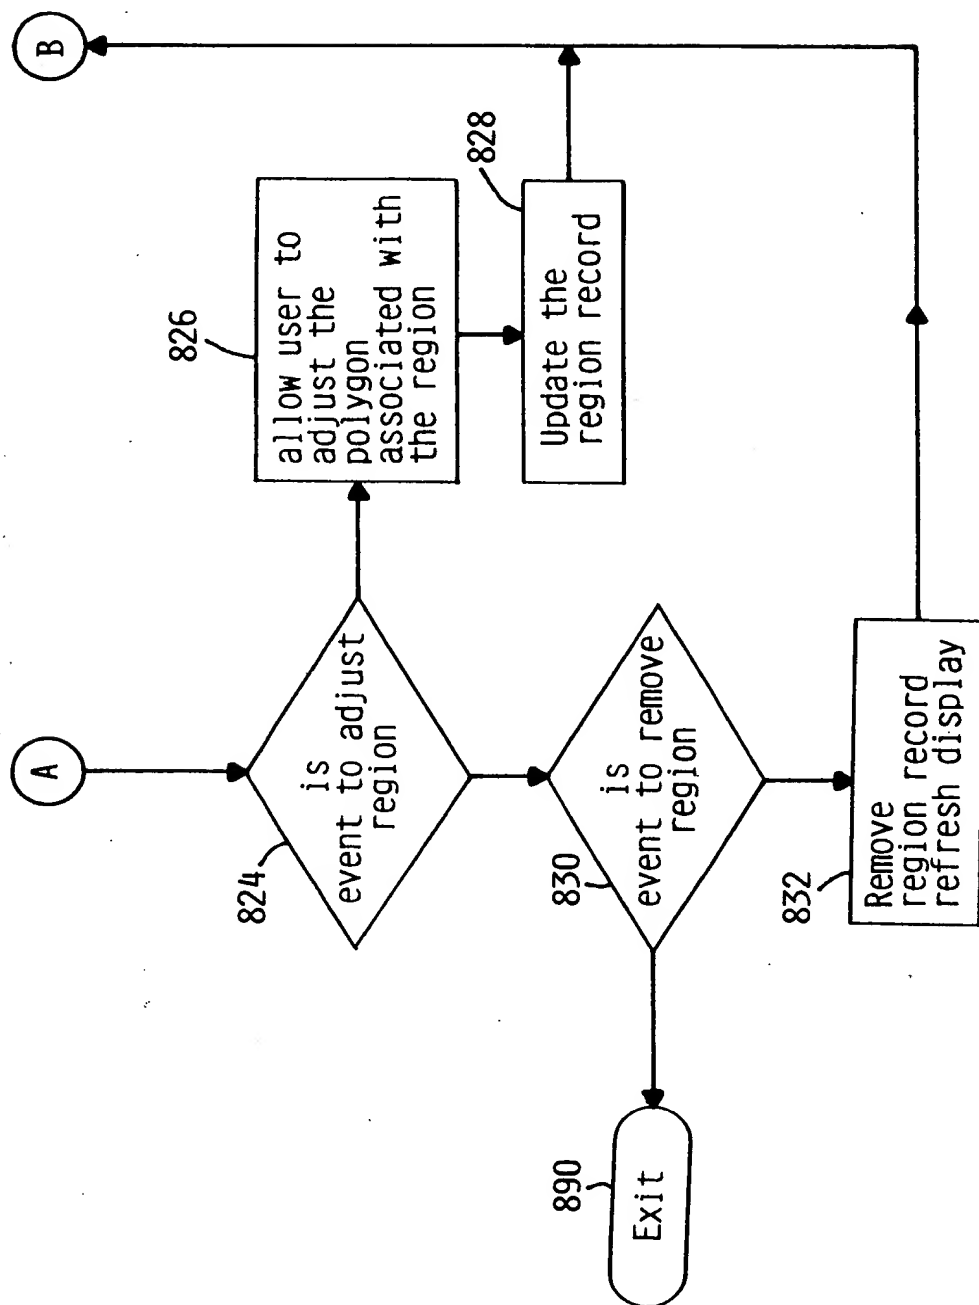 A
B
824
is
event to adjust
region
826
allow user to
adjust the
polygon
associated with
the region
828
Update the
region record
830
is
event to remove
region
890
Exit
832
Remove
region record
refresh display